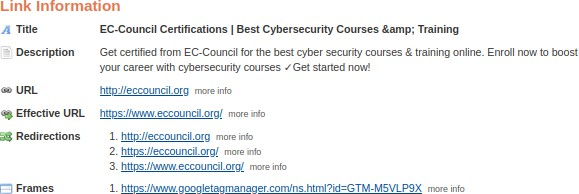 Link Information
Title EC-Council Certifications | Best Cybersecurity Courses &amp; Training
Description Get certified from EC-Council for the best cyber security courses & training online. Enroll now to boost
your career with cybersecurity courses ✓Get started now!
URL http://eccouncil.org more info
Effective URL https://www.eccouncil.org/ more info
Redirections 1. http://eccouncil.org more info
2. https://eccouncil.org/ more info
3. https://www.eccouncil.org/ more info
Frames 1. https://www.googletagmanager.com/ns.html?id=GTM-M5VLP9X more info